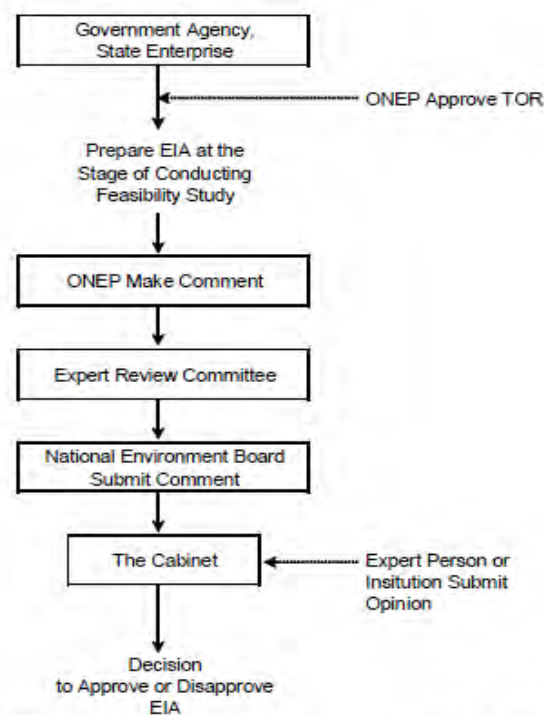 Government Agency,
State Enterprise
ONEP Approve TOR
Prepare EIA at the
Stage of Conducting
Feasibility Study
ONEP Make Comment
Expert Review Committee
National Environment Board
Submit Comment
The Cabinet
Expert Person or
Insitution Submit
Opinion
Decision
to Approve or Disapprove
EIA